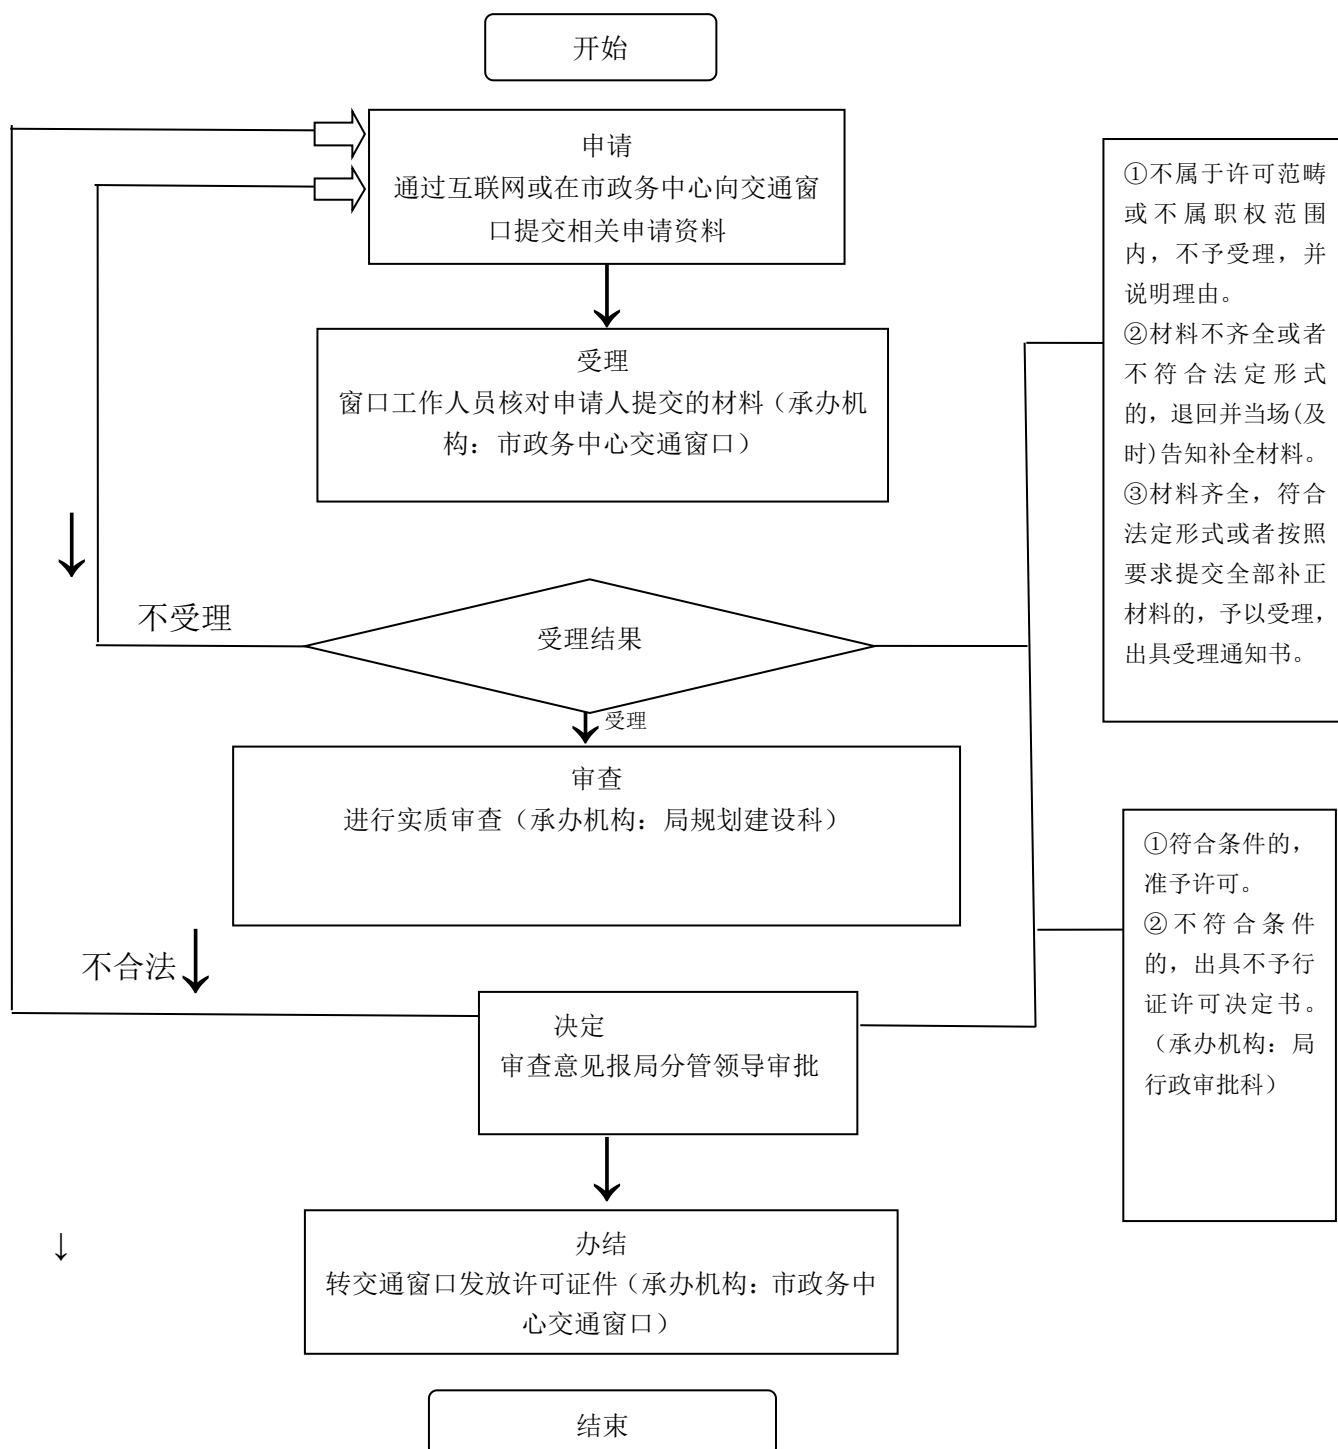 开始
申请
通过互联网或在市政务中心向交通窗
口提交相关申请资料
受理
窗口工作人员核对申请人提交的材料（承办机
构：市政务中心交通窗口）
不受理
受理结果
受理
审查
进行实质审查（承办机构：局规划建设科）
不合法
决定
审查意见报局分管领导审批
办结
转交通窗口发放许可证件（承办机构：市政务中
心交通窗口）
结束
①不属于许可范畴
或不属职权范围
内，不予受理，并
说明理由。
②材料不齐全或者
不符合法定形式
的，退回并当场(及
时)告知补全材料。
③材料齐全，符合
法定形式或者按照
要求提交全部补正
材料的，予以受理，
出具受理通知书。
①符合条件的，
准予许可。
②不符合条件
的，出具不予行
证许可决定书。
（承办机构：局
行政审批科）